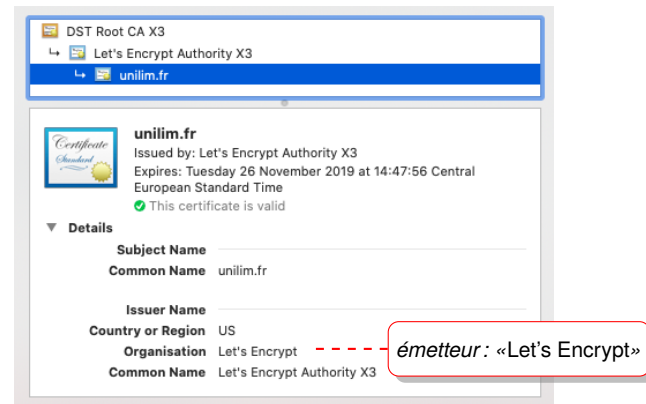 DST Root CA X3
↳ Let's Encrypt Authority X3
↳ unilim.fr
Certificate
Standard
unilim.fr
Issued by: Let's Encrypt Authority X3
Expires: Tuesday 26 November 2019 at 14:47:56 Central
European Standard Time
This certificate is valid
▼ Details
Subject Name
Common Name unilim.fr
Issuer Name
Country or Region US
Organisation Let's Encrypt
émetteur : «Let's Encrypt»
Common Name Let's Encrypt Authority X3